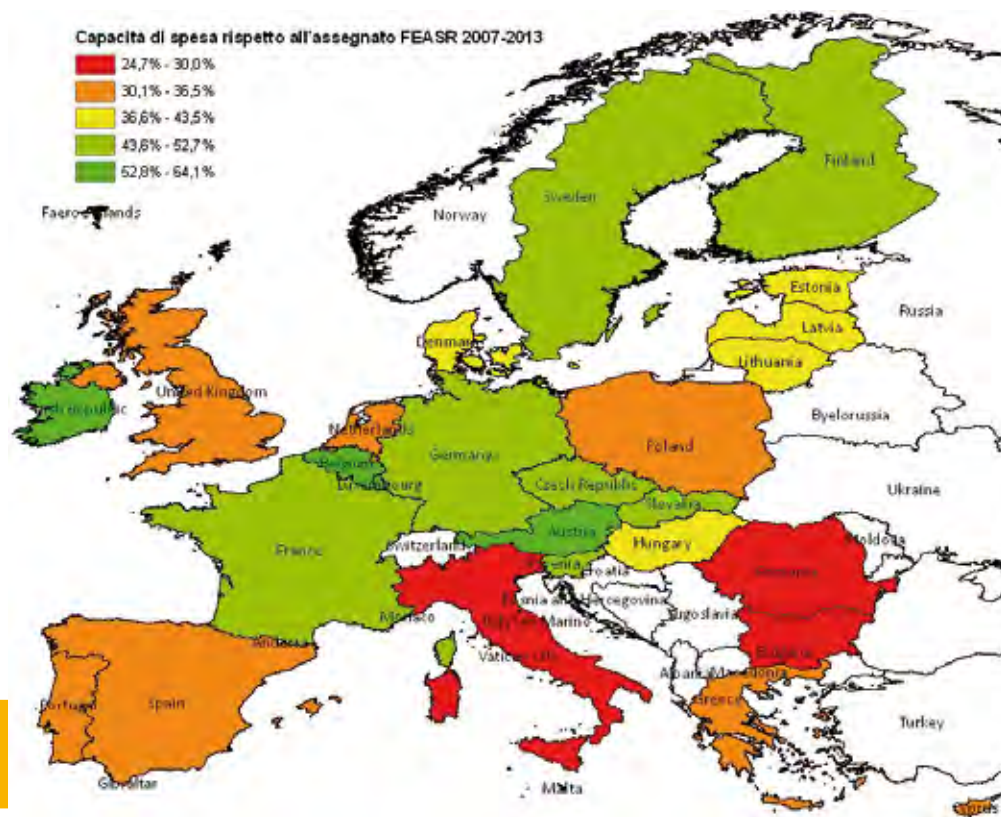 Capacità di spesa rispetto all'assegnato FEASR 2007-2013
24,7% - 30,0%
30,1% - 36,5%
36,6% - 43,5%
43,6% - 52,7%
52,8% - 64,1%
Finland
Sweden
Norway
Estonia
Russia
Latvia
Denmark
Lithuania
United Kingdom
Byelorussia
Netherlands
Poland
Belgium
Germany
Luxembourg
Czech Republic
Ukraine
Slovakia
Austria
France
Switzerland
Hungary
Moldova
Croatia
Bosnia and Hercegovina
Yugoslavia
Monaco
San Marino
Andorra
Vatican City
Bulgaria
Albania
Macedonia
Portugal
Spain
Greece
Turkey
Gibraltar
Malta
Cyprus